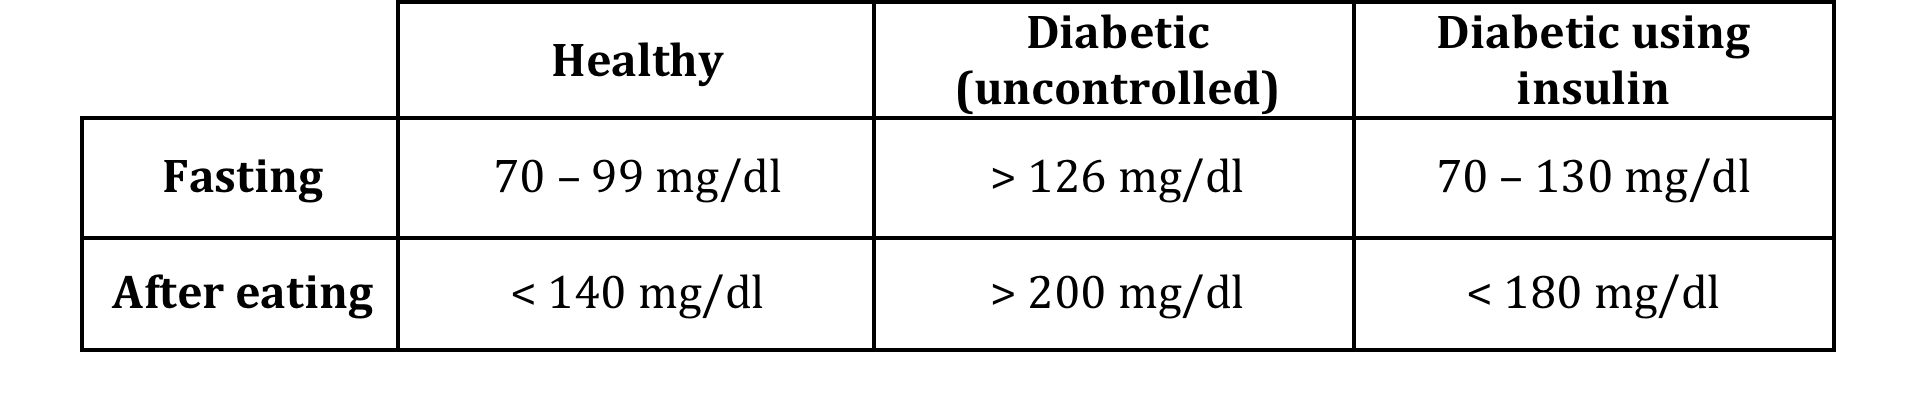 Healthy
Diabetic
(uncontrolled)
Diabetic using
insulin
Fasting
70 – 99 mg/dl
> 126 mg/dl
70 – 130 mg/dl
After eating
< 140 mg/dl
> 200 mg/dl
< 180 mg/dl